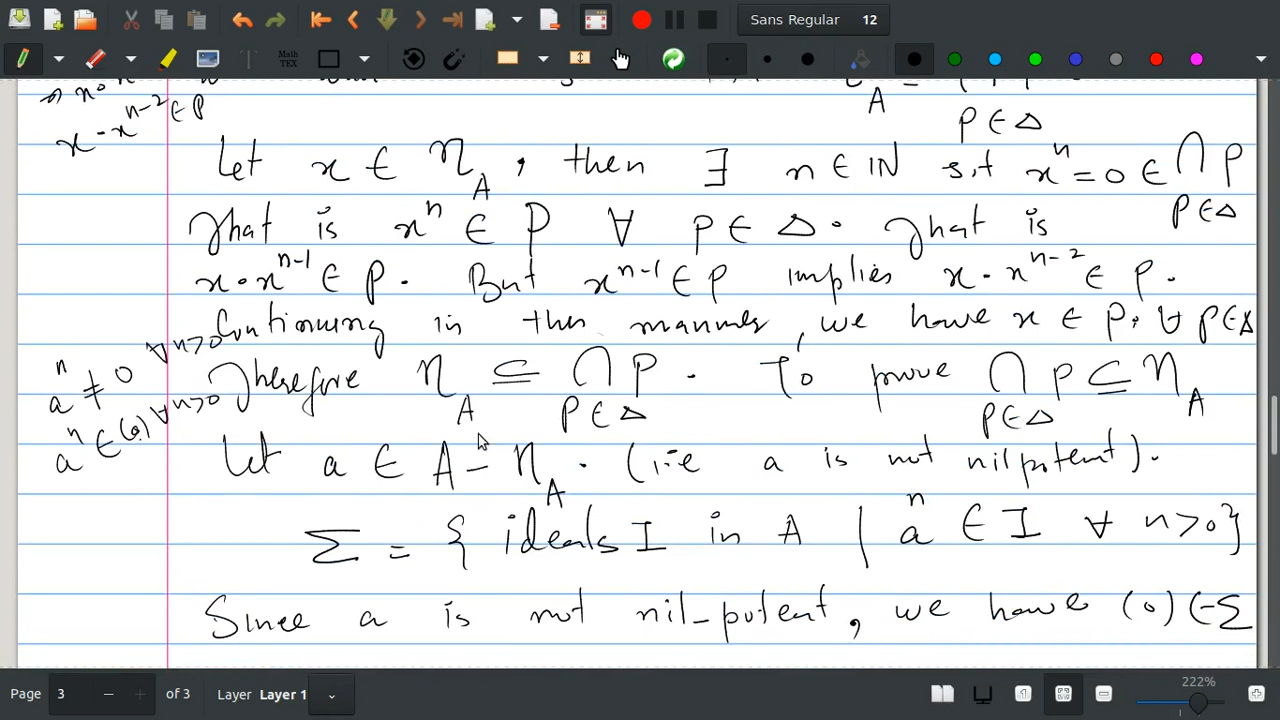 Sans Regular 12
x · x^{n-2} ∈ P
A
P ∈ Δ
Let x ∈ η_A, then ∃ n ∈ IN s.t x^n = 0 ∈ ∩_{P∈Δ} P
That is x^n ∈ P ∀ P ∈ Δ. That is
x · x^{n-1} ∈ P. But x^{n-1} ∈ P implies x · x^{n-2} ∈ P.
Continuing in this manner, we have x ∈ P, ∀ P ∈ Δ
a^n ≠ 0 ∀ n>0
Therefore η_A ⊆ ∩_{P∈Δ} P. To prove ∩_{P∈Δ} P ⊆ η_A
a^n ∈ (0) ∀ n>0
Let a ∈ A - η_A. (i.e a is not nilpotent).
Σ = { ideals I in A | a^n ∈ I ∀ n>0}
Since a is not nil-potent, we have (0) ∈ Σ
Page 3 of 3 Layer Layer 1 222%